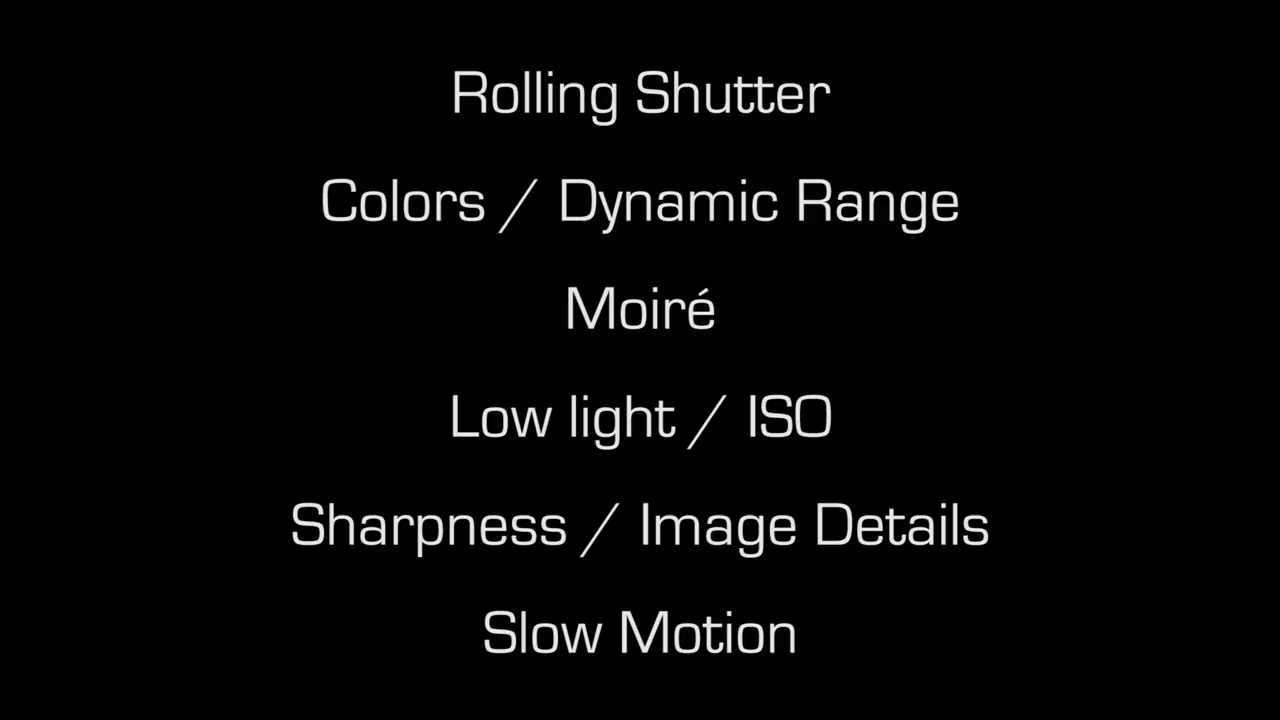 Rolling Shutter
Colors / Dynamic Range
Moiré
Low light / ISO
Sharpness / Image Details
Slow Motion